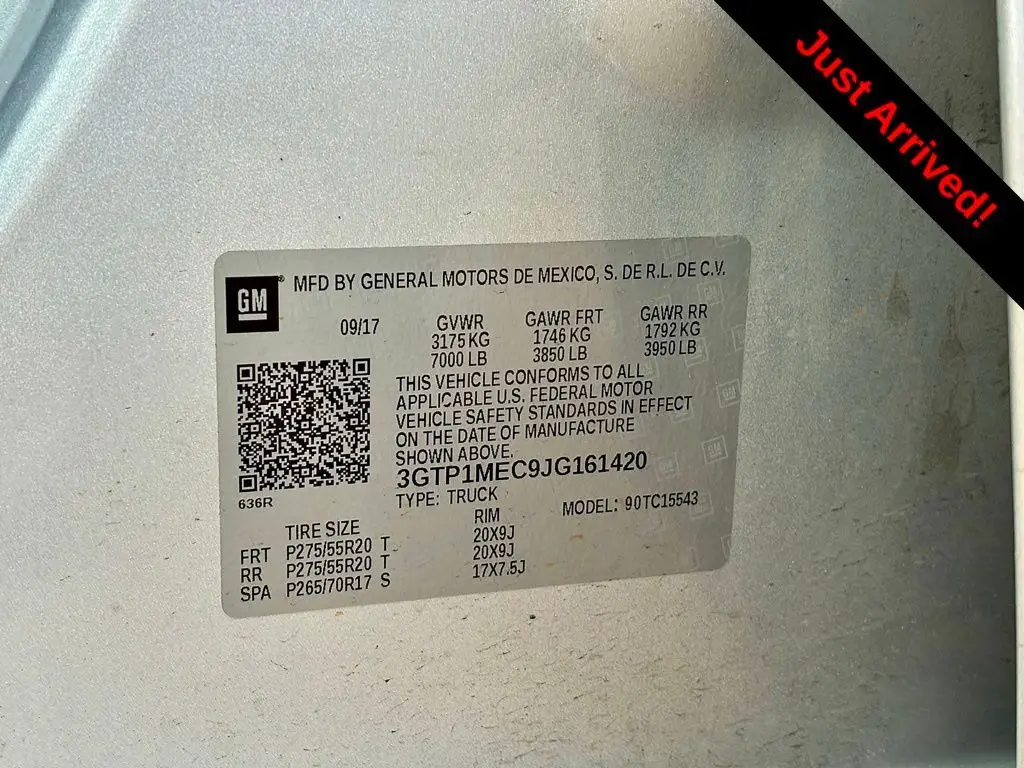 Just Arrived!
GM
® MFD BY GENERAL MOTORS DE MEXICO, S. DE R.L. DE C.V.
09/17 GVWR GAWR FRT GAWR RR
3175 KG 1746 KG 1792 KG
7000 LB 3850 LB 3950 LB
THIS VEHICLE CONFORMS TO ALL
APPLICABLE U.S. FEDERAL MOTOR
VEHICLE SAFETY STANDARDS IN EFFECT
ON THE DATE OF MANUFACTURE
SHOWN ABOVE.
3GTP1MEC9JG161420
636R
TYPE: TRUCK MODEL: 90TC15543
TIRE SIZE RIM
FRT P275/55R20 T 20X9J
RR P275/55R20 T 20X9J
SPA P265/70R17 S 17X7.5J